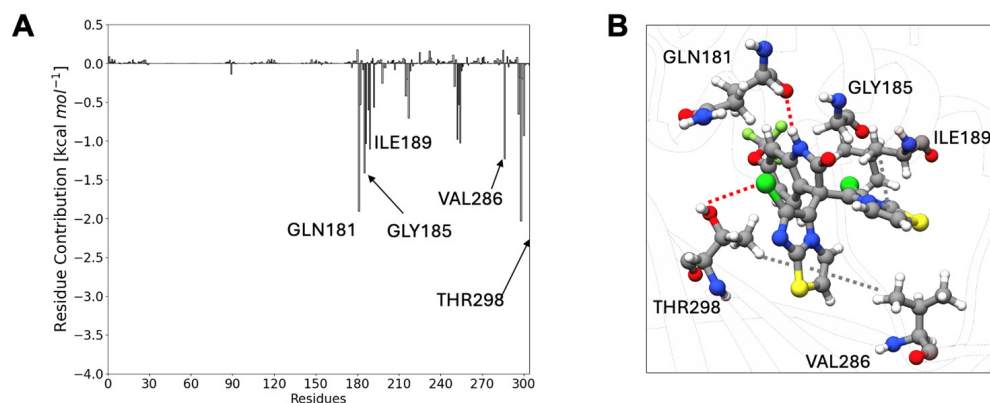 A
0.5
0.0
−0.5
−1.0
−1.5
−2.0
−2.5
−3.0
−3.5
−4.0
Residue Contribution [kcal mol⁻¹]
ILE189
VAL286
GLN181
GLY185
THR298
0 30 60 90 120 150 180 210 240 270 300
Residues
B
GLN181
GLY185
ILE189
THR298
VAL286